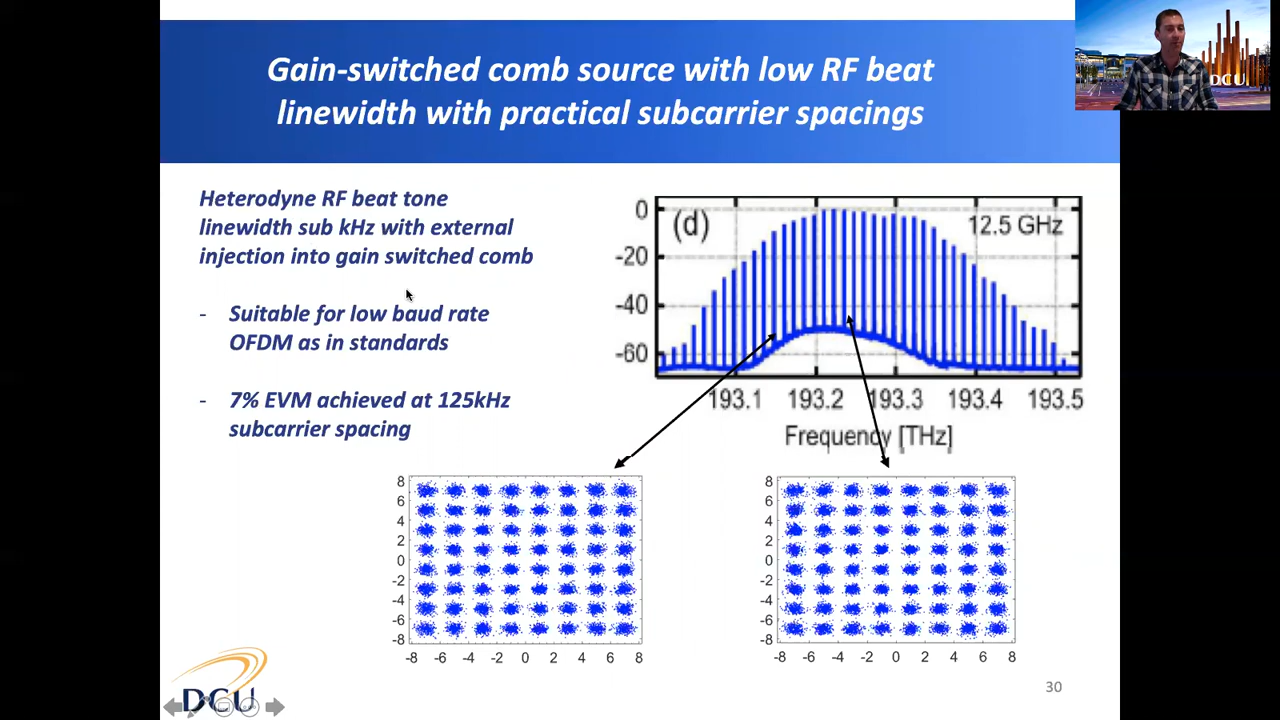 Gain-switched comb source with low RF beat
linewidth with practical subcarrier spacings
DCU
Heterodyne RF beat tone
linewidth sub kHz with external
injection into gain switched comb
- Suitable for low baud rate
OFDM as in standards
- 7% EVM achieved at 125kHz
subcarrier spacing
(d)
12.5 GHz
0
-20
-40
-60
193.1 193.2 193.3 193.4 193.5
Frequency [THz]
8
6
4
2
0
-2
-4
-6
-8
-8 -6 -4 -2 0 2 4 6 8
8
6
4
2
0
-2
-4
-6
-8
-8 -6 -4 -2 0 2 4 6 8
DCU
30